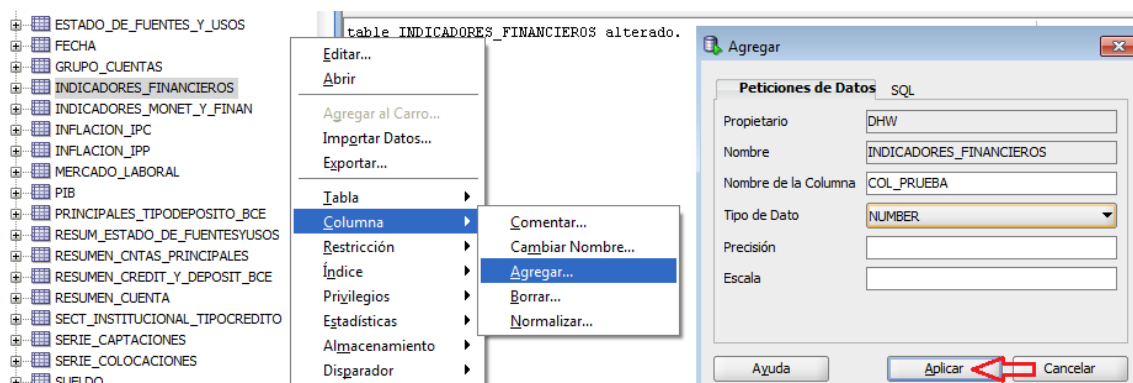 ESTADO_DE_FUENTES_Y_USOS
FECHA
GRUPO_CUENTAS
INDICADORES_FINANCIEROS
INDICADORES_MONET_Y_FINAN
INFLACION_IPC
INFLACION_IPP
MERCADO_LABORAL
PIB
PRINCIPALES_TIPODEPOSITO_BCE
RESUM_ESTADO_DE_FUENTESYUSOS
RESUMEN_CNTAS_PRINCIPALES
RESUMEN_CREDIT_Y_DEPOSIT_BCE
RESUMEN_CUENTA
SECT_INSTITUCIONAL_TIPOCREDITO
SERIE_CAPTACIONES
SERIE_COLOCACIONES
SUELDO
table INDICADORES_FINANCIEROS alterado.
Editar...
Abrir
Agregar al Carro...
Importar Datos...
Exportar...
Tabla
Columna
Restricción
Índice
Privilegios
Estadísticas
Almacenamiento
Disparador
Comentar...
Cambiar Nombre...
Agregar...
Borrar...
Normalizar...
Agregar
Peticiones de Datos SQL
Propietario DHW
Nombre INDICADORES_FINANCIEROS
Nombre de la Columna COL_PRUEBA
Tipo de Dato NUMBER
Precisión
Escala
Ayuda Aplicar Cancelar